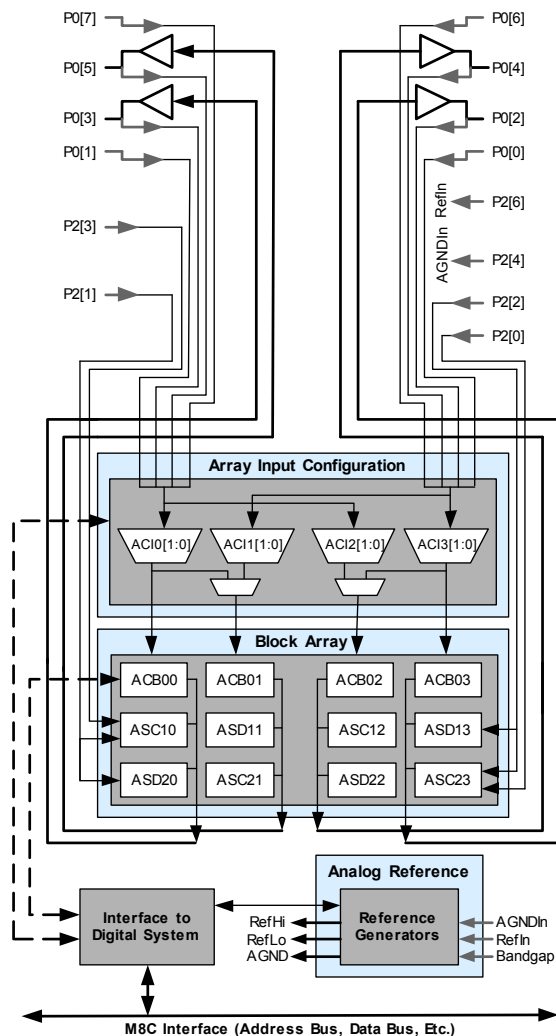 P0[7]
P0[6]
P0[5]
P0[4]
P0[3]
P0[2]
P0[1]
P0[0]
P2[3]
P2[6]
RefIn
AGNDIn
P2[4]
P2[1]
P2[2]
P2[0]
Array Input Configuration
ACI0[1:0]
ACI1[1:0]
ACI2[1:0]
ACI3[1:0]
Block Array
ACB00
ACB01
ACB02
ACB03
ASC10
ASD11
ASC12
ASD13
ASD20
ASC21
ASD22
ASC23
Analog Reference
Interface to
Digital System
RefHi
RefLo
AGND
Reference
Generators
AGNDIn
RefIn
Bandgap
M8C Interface (Address Bus, Data Bus, Etc.)